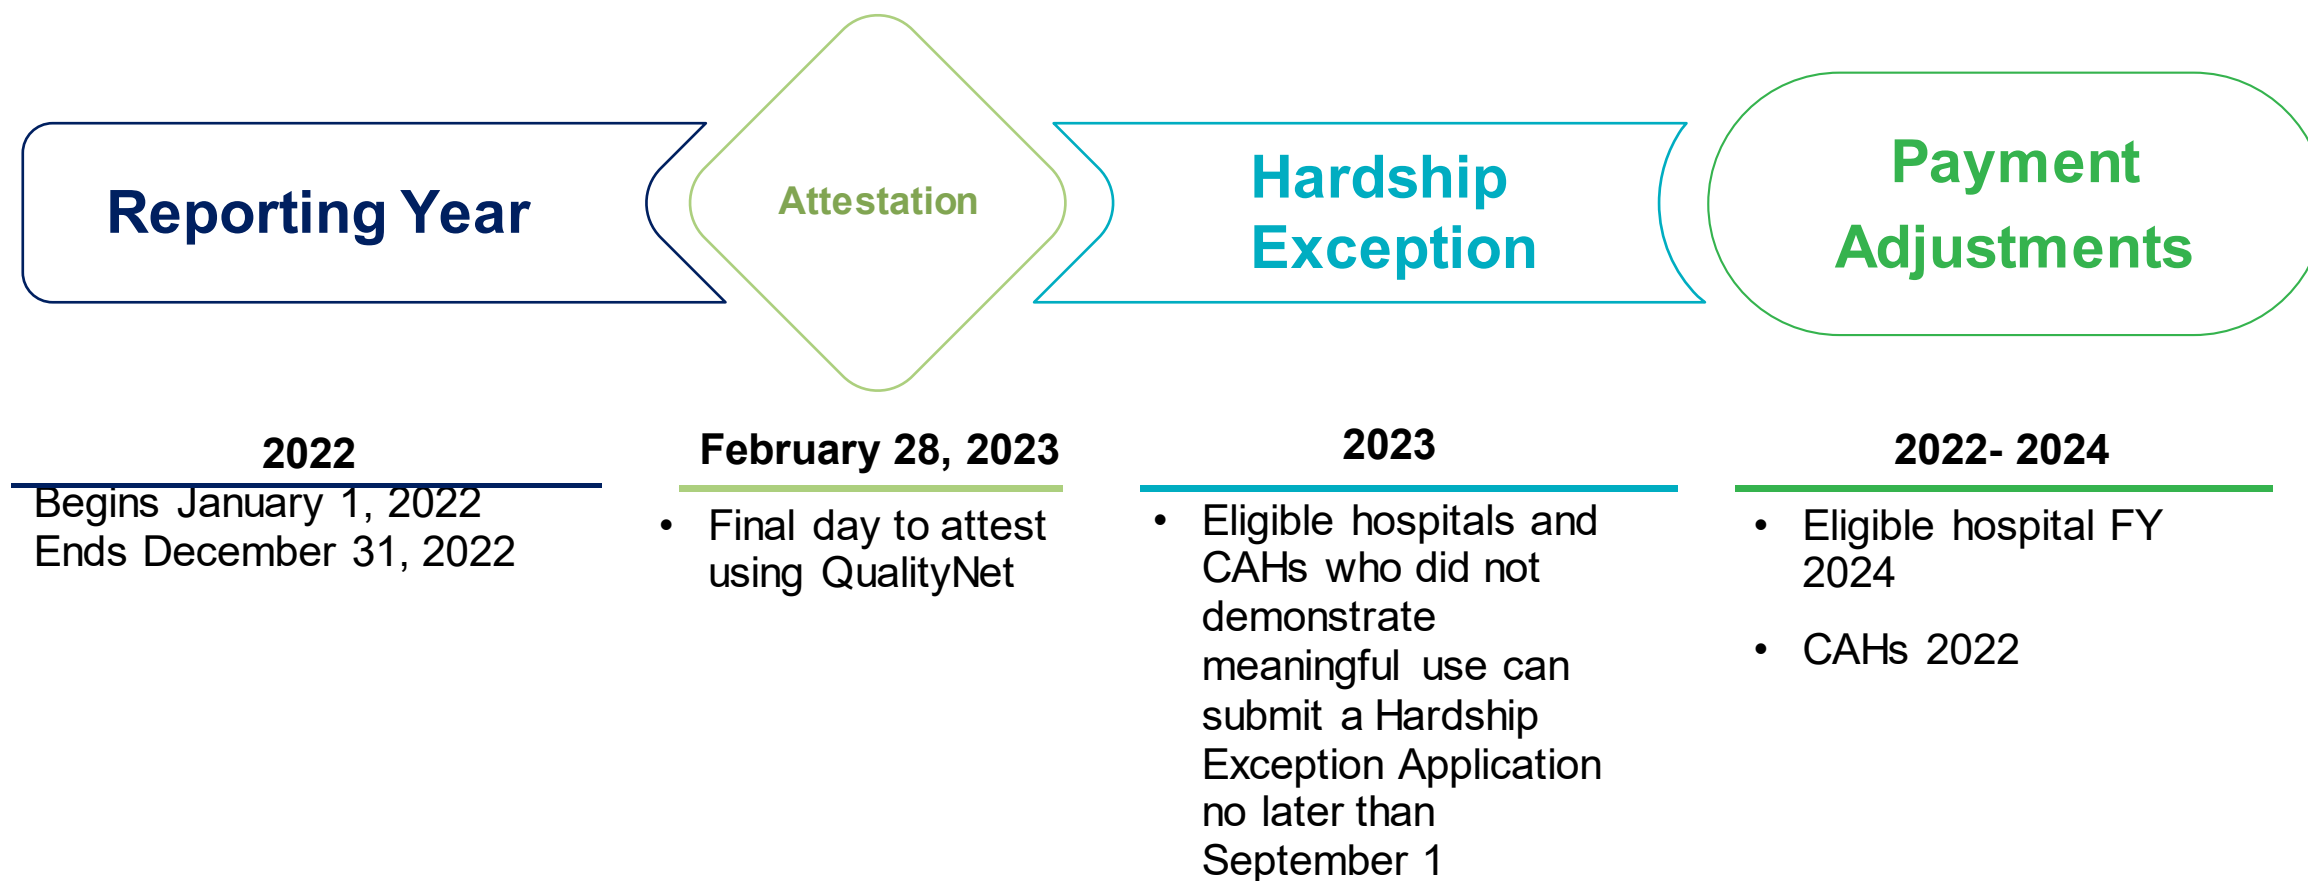 Reporting Year
Attestation
Hardship
Exception
Payment
Adjustments
2022
Begins January 1, 2022
Ends December 31, 2022
February 28, 2023
• Final day to attest
using QualityNet
2023
• Eligible hospitals and
CAHs who did not
demonstrate
meaningful use can
submit a Hardship
Exception Application
no later than
September 1
2022- 2024
• Eligible hospital FY
2024
• CAHs 2022